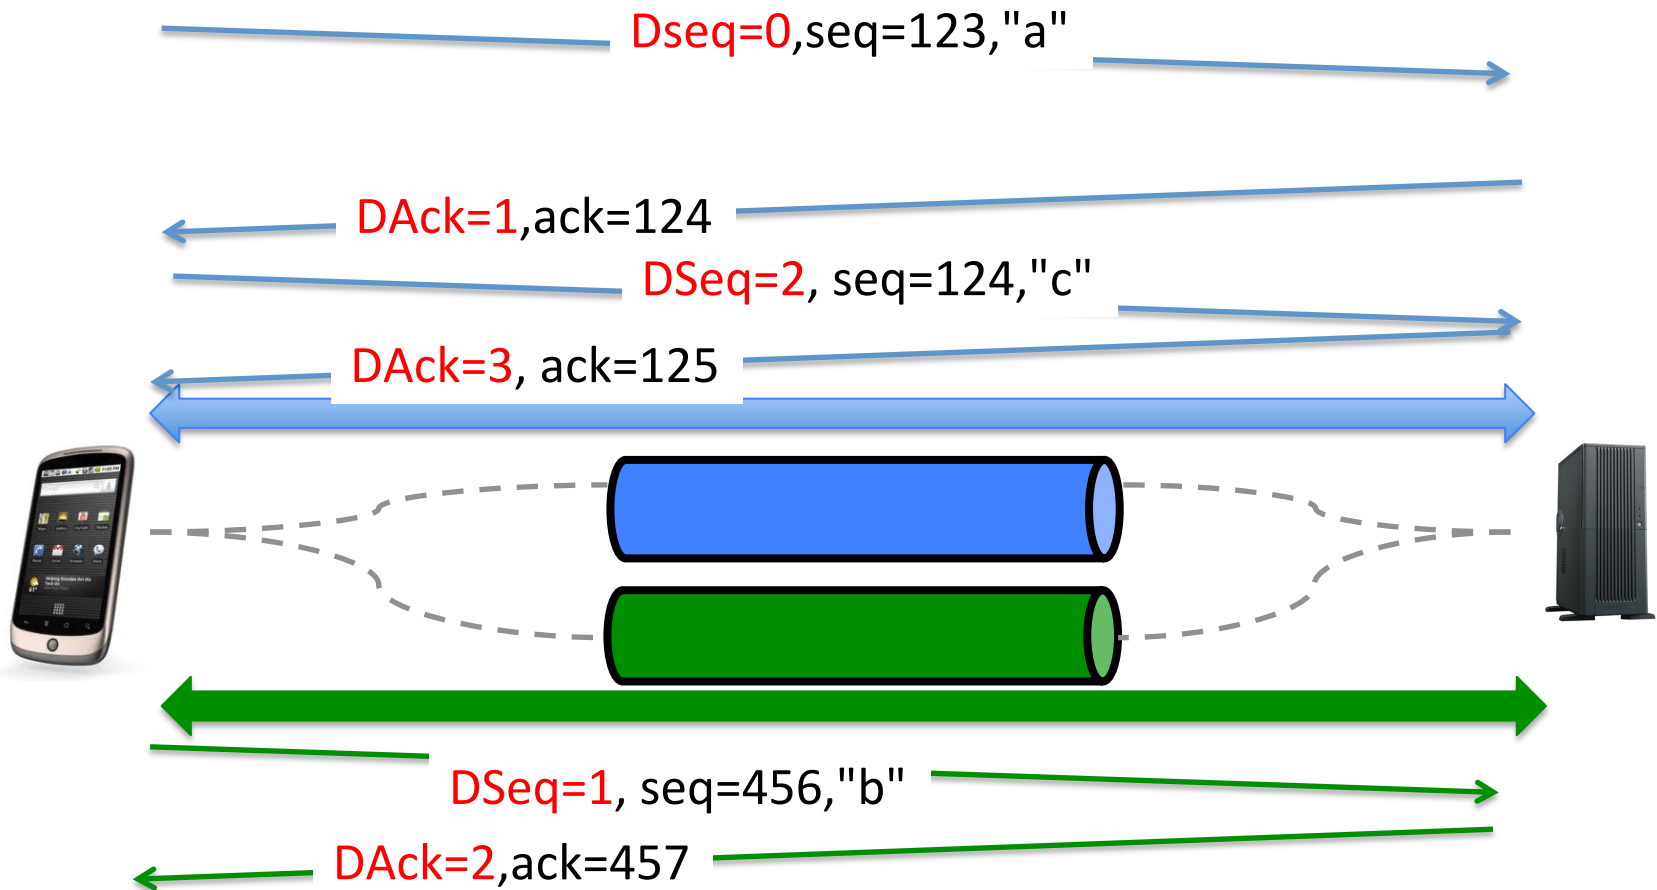 Dseq=0,seq=123,"a"
DAck=1,ack=124
DSeq=2, seq=124,"c"
DAck=3, ack=125
DSeq=1, seq=456,"b"
DAck=2,ack=457